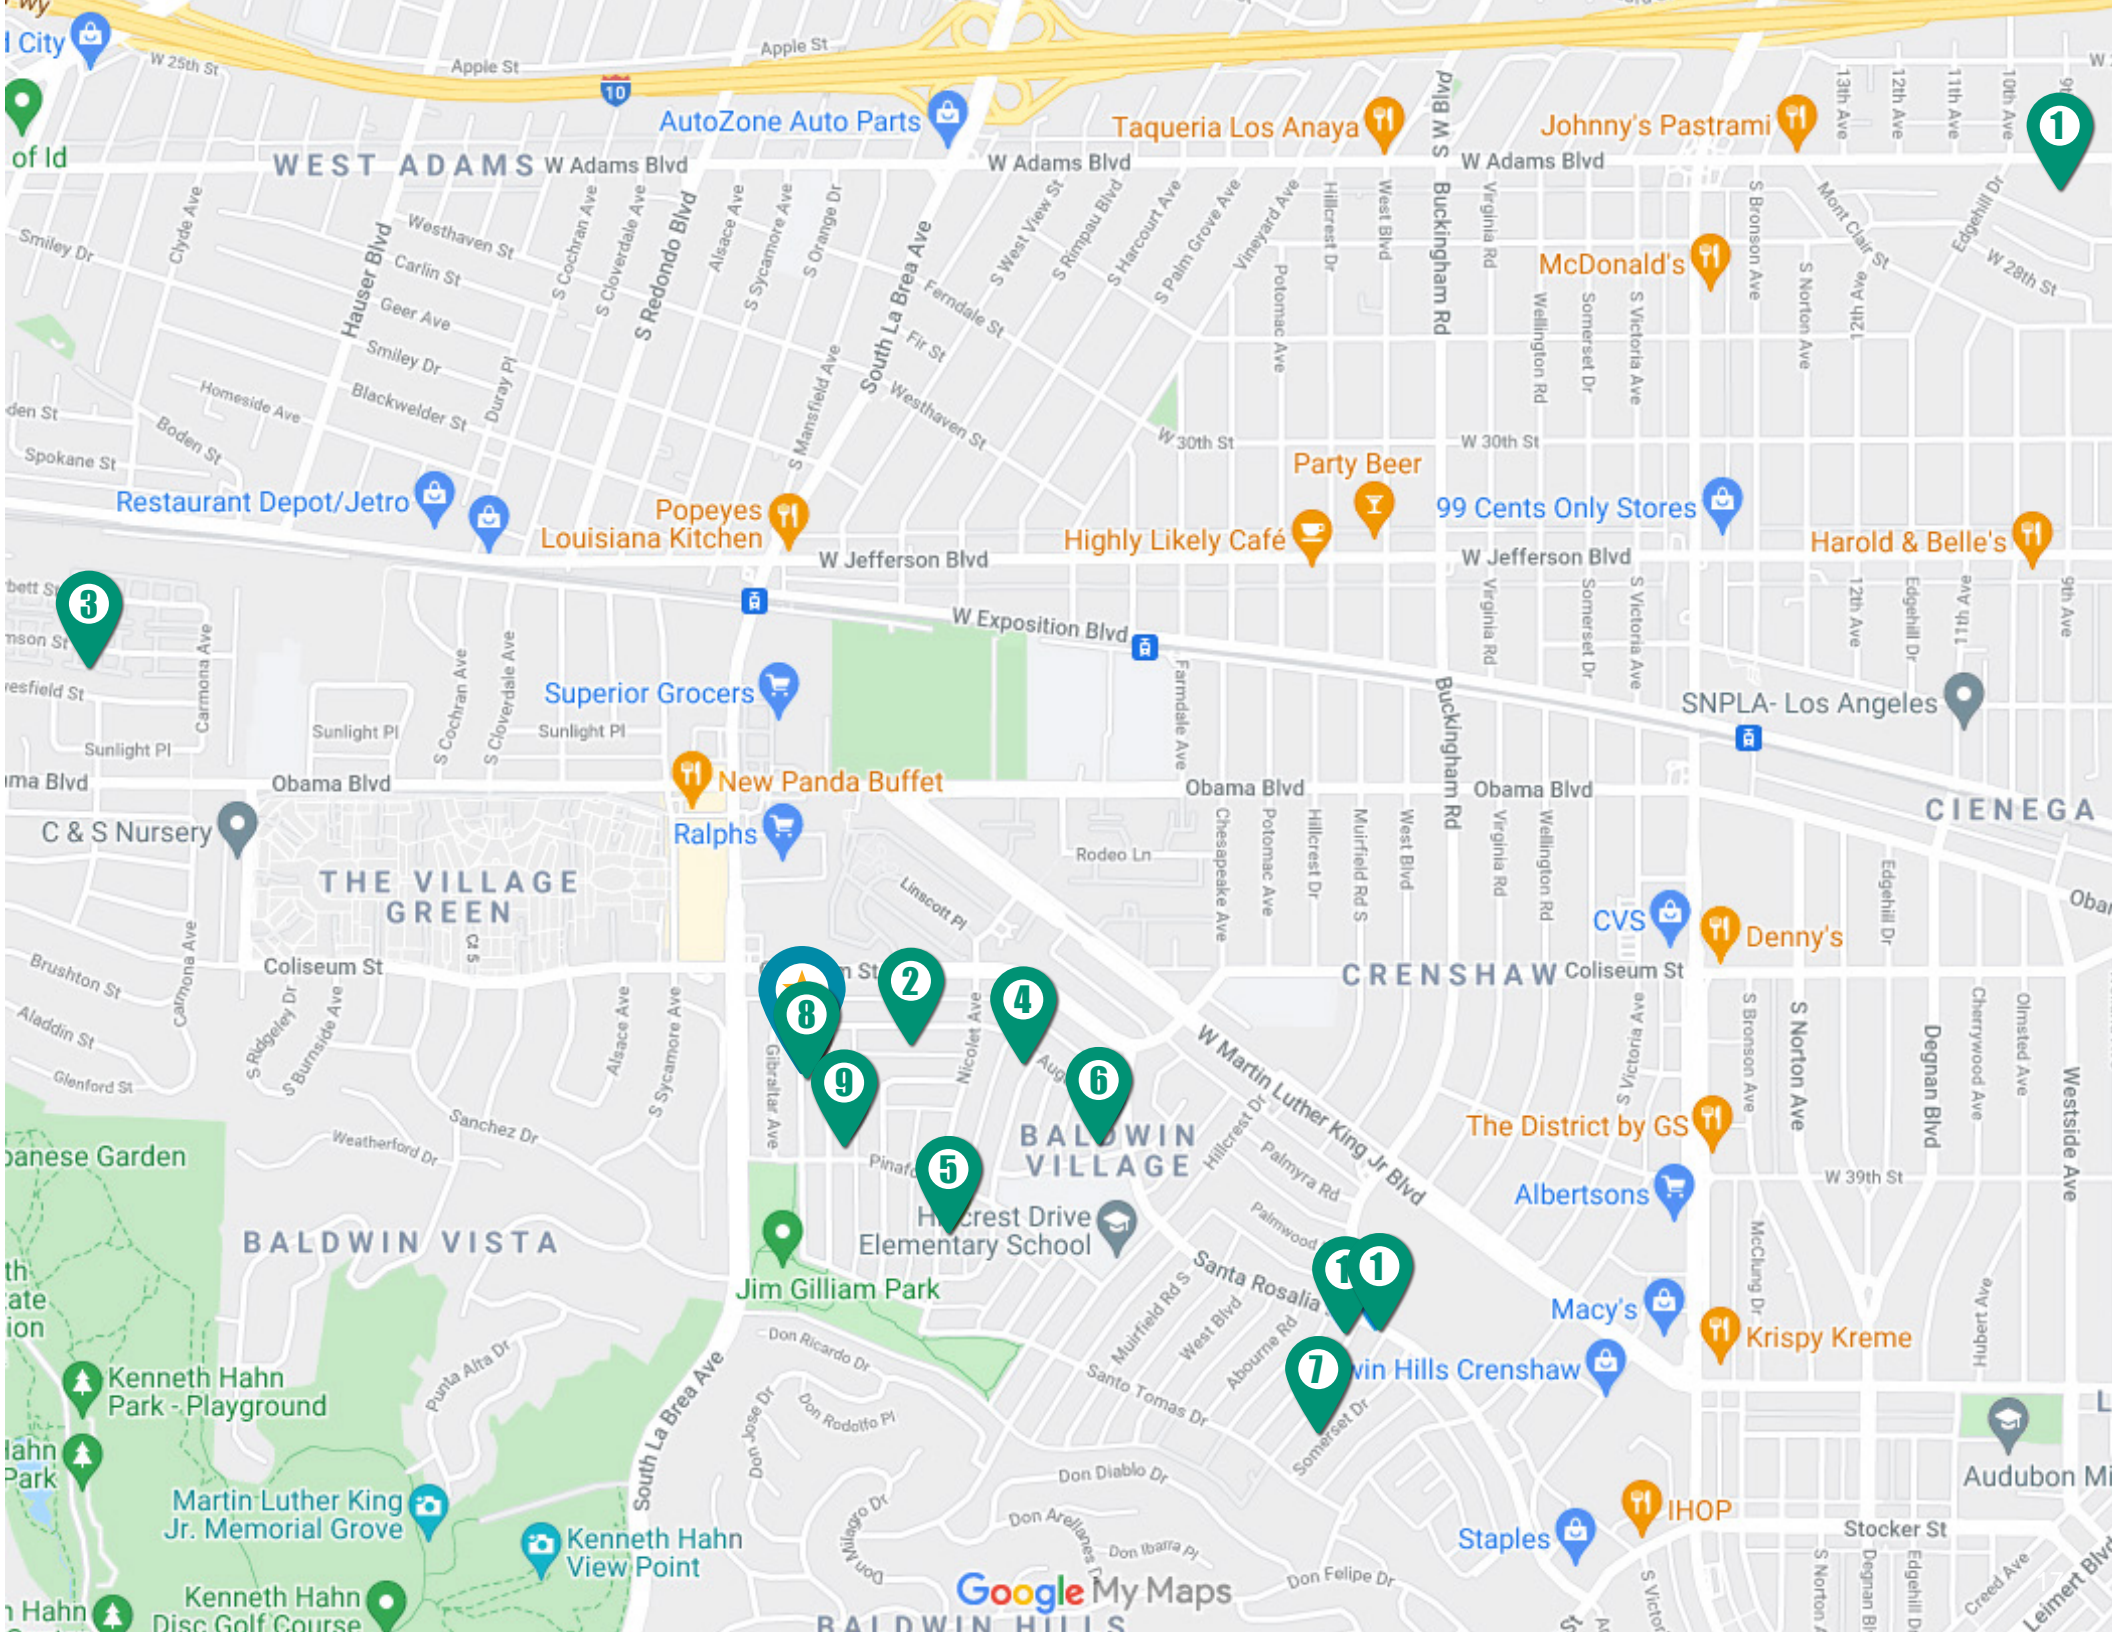 Apple St
W 25th St
Apple St
10
13th Ave
12th Ave
11th Ave
10th Ave
City
AutoZone Auto Parts
Taqueria Los Anaya
Johnny's Pastrami
1
of Id
WEST ADAMS
W Adams Blvd
W Adams Blvd
W Adams Blvd
Buckingham Rd
Clyde Ave
Smiley Dr
Hauser Blvd
Westhaven St
Carlin St
Geer Ave
Smiley Dr
Blackwelder St
Homeside Ave
Boden St
Spokane St
Duray Pl
S Cochran Ave
S Cloverdale Ave
S Redondo Blvd
Alsace Ave
S Sycamore Ave
S Orange Dr
S Mansfield Ave
South La Brea Ave
S West View St
S Rimpau Blvd
S Harcourt Ave
S Palm Grove Ave
Vineyard Ave
Hillcrest Dr
West Blvd
Virginia Rd
Potomac Ave
Ferndale St
Fir St
Westhaven St
McDonald's
S Bronson Ave
Mont Clair St
Edgehill Dr
W 28th St
Wellington Rd
Somerset Dr
S Victoria Ave
S Norton Ave
12th Ave
W 30th St
W 30th St
Party Beer
Restaurant Depot/Jetro
Popeyes
Louisiana Kitchen
Highly Likely Café
99 Cents Only Stores
Harold & Belle's
W Jefferson Blvd
W Jefferson Blvd
3
W Exposition Blvd
Carmona Ave
Sunlight Pl
Sunlight Pl
Sunlight Pl
S Cochran Ave
S Cloverdale Ave
Superior Grocers
Farmdale Ave
Buckingham Rd
Virginia Rd
Somerset Dr
S Victoria Ave
12th Ave
Edgehill Dr
11th Ave
9th Ave
SNPLA- Los Angeles
Obama Blvd
New Panda Buffet
Obama Blvd
Obama Blvd
CIENEGA
C & S Nursery
Ralphs
Rodeo Ln
Chesapeake Ave
Potomac Ave
Hillcrest Dr
Muirfield Rd S
West Blvd
Virginia Rd
Wellington Rd
Edgehill Dr
THE VILLAGE
GREEN
Linscott Pl
CVS
Denny's
Brushton St
Carmona Ave
Coliseum St
CRENSHAW
Coliseum St
8
2
4
Aladdin St
Glenford St
S Ridgeley Dr
S Burnside Ave
Alsace Ave
S Sycamore Ave
Gibraltar Ave
Nicolet Ave
9
6
W Martin Luther King Jr Blvd
S Victoria Ave
S Bronson Ave
S Norton Ave
Degnan Blvd
Cherrywood Ave
Olmsted Ave
Westside Ave
Sanchez Dr
Weatherford Dr
BALDWIN
VILLAGE
Hillcrest Dr
Palmyra Rd
Palmwood
The District by GS
W 39th St
5
Albertsons
BALDWIN VISTA
Elementary School
Jim Gilliam Park
Santa Rosalia
1
1
Macy's
Krispy Kreme
McClung Dr
Hubert Ave
Muirfield Rd S
West Blvd
Abourne Rd
Don Ricardo Dr
Don Rodolfo Pl
Don Jose Dr
Santo Tomas Dr
7
Hills Crenshaw
Somerset Dr
Kenneth Hahn
Park - Playground
Punta Alta Dr
South La Brea Ave
Don Diablo Dr
Audubon
Martin Luther King
Jr. Memorial Grove
Kenneth Hahn
View Point
Don Milagro Dr
Don Arellanes
Don Ibarra Pl
Don Felipe Dr
IHOP
Staples
Stocker St
Kenneth Hahn
Disc Golf Course
Google My Maps
BALDWIN HILLS
Creed Ave
Leimert Blvd